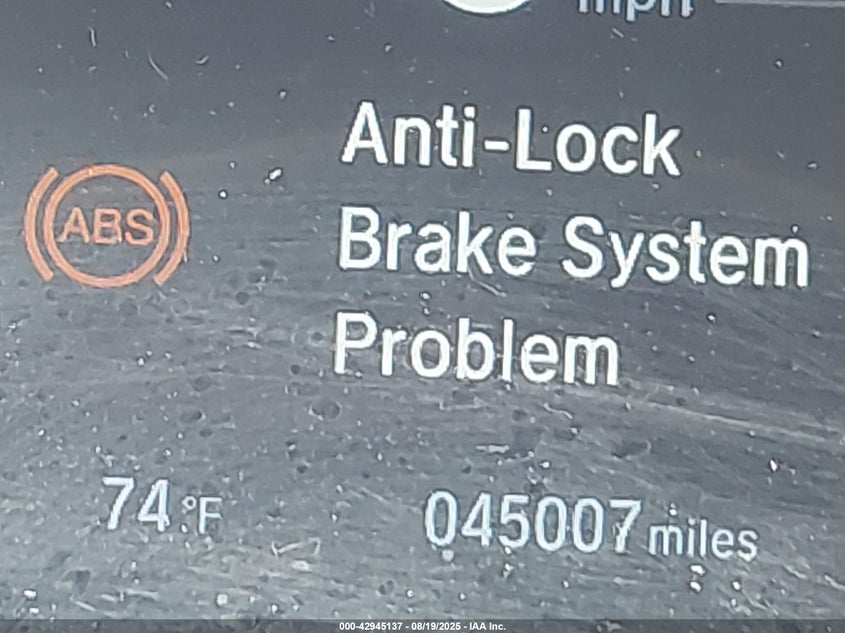 mph
Anti-Lock
ABS
Brake System
Problem
74°F
045007 miles
000-42945137 - 08/19/2025 - IAA Inc.